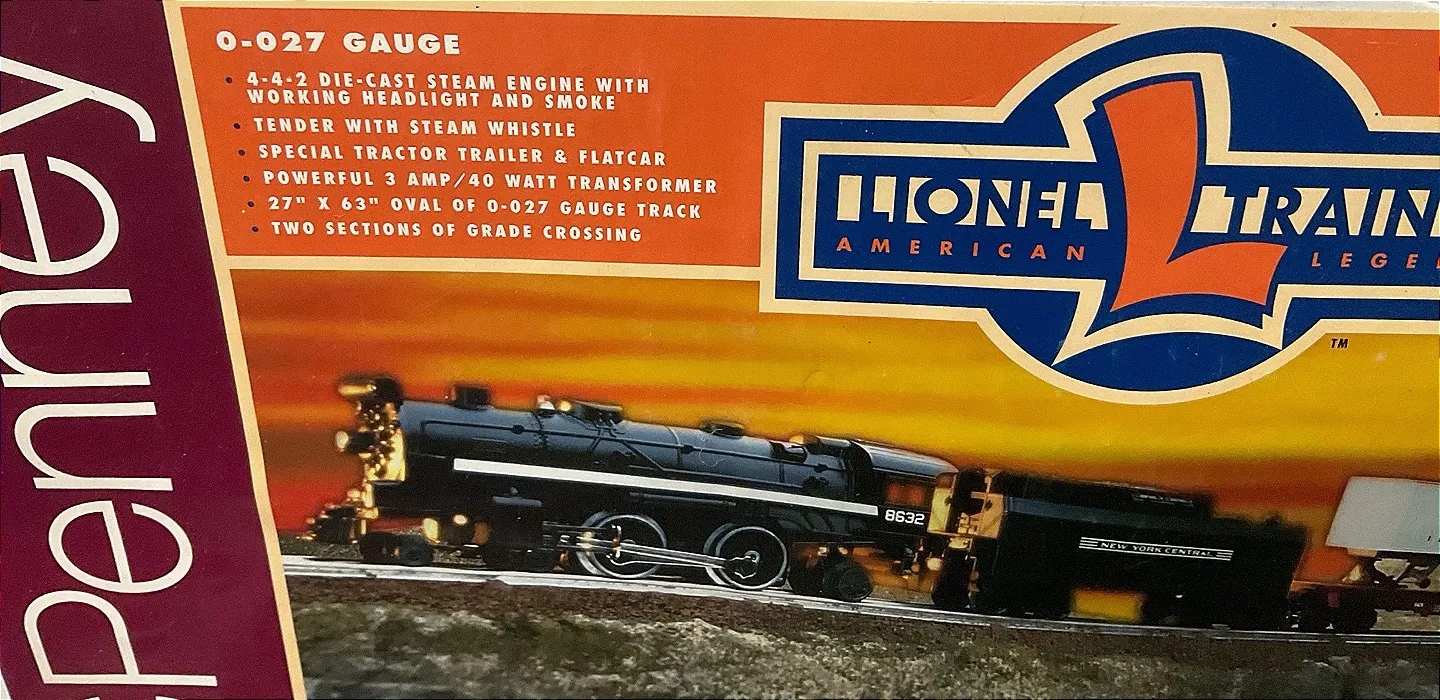 Penney
0-027 GAUGE
• 4-4-2 DIE-CAST STEAM ENGINE WITH
WORKING HEADLIGHT AND SMOKE
• TENDER WITH STEAM WHISTLE
• SPECIAL TRACTOR TRAILER & FLATCAR
• POWERFUL 3 AMP/40 WATT TRANSFORMER
• 27" X 63" OVAL OF 0-027 GAUGE TRACK
• TWO SECTIONS OF GRADE CROSSING
L
LIONEL TRAIN
AMERICAN LEGE
TM
8632
NEW YORK CENTRAL